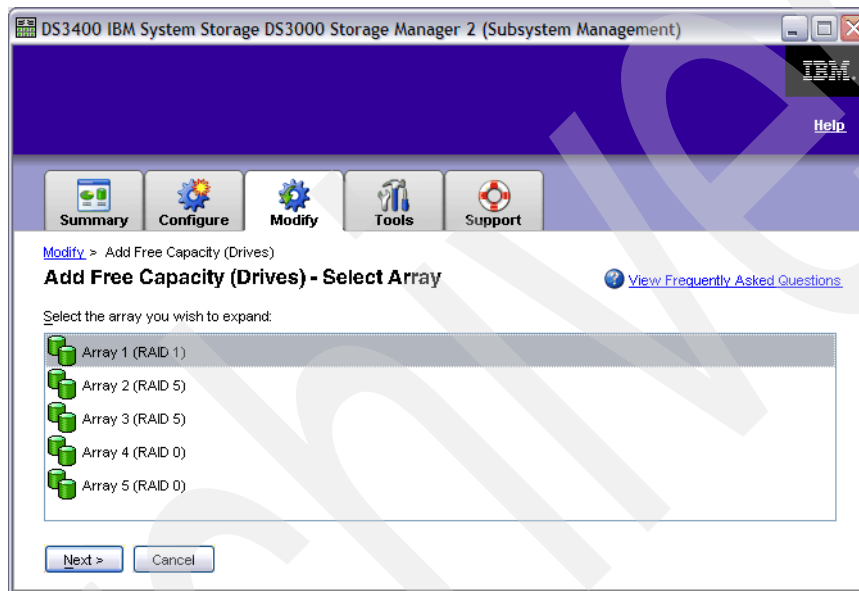 DS3400 IBM System Storage DS3000 Storage Manager 2 (Subsystem Management)
IBM.
Help
Summary
Configure
Modify
Tools
Support
Modify > Add Free Capacity (Drives)
Add Free Capacity (Drives) - Select Array
View Frequently Asked Questions
Select the array you wish to expand:
Array 1 (RAID 1)
Array 2 (RAID 5)
Array 3 (RAID 5)
Array 4 (RAID 0)
Array 5 (RAID 0)
Next >
Cancel